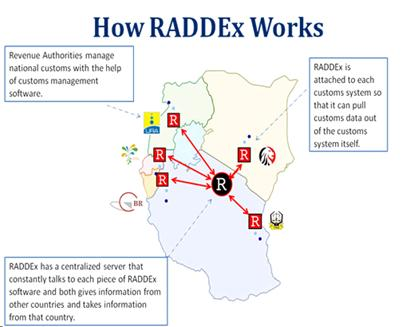 How RADDEx Works
Revenue Authorities manage
national customs with the help
of customs management
software.
RADDEx is
attached to each
customs system so
that it can pull
customs data out
of the customs
system itself.
URA
R
R
R
R
R
R
BR
RADDEx has a centralized server that
constantly talks to each piece of RADDEx
software and both gives information from
other countries and takes information
from that country.